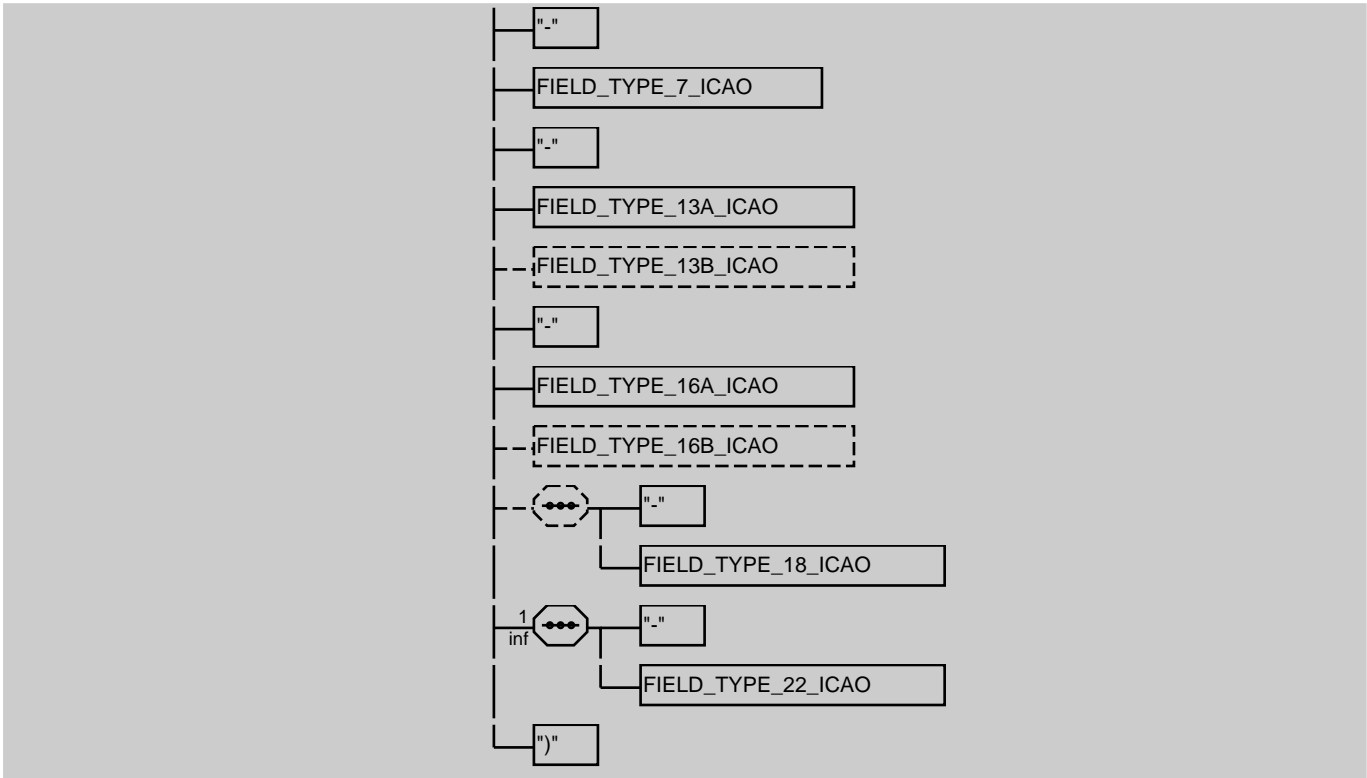 "-"
FIELD_TYPE_7_ICAO
"-"
FIELD_TYPE_13A_ICAO
FIELD_TYPE_13B_ICAO
"-"
FIELD_TYPE_16A_ICAO
FIELD_TYPE_16B_ICAO
"-"
FIELD_TYPE_18_ICAO
1
inf
"-"
FIELD_TYPE_22_ICAO
")"